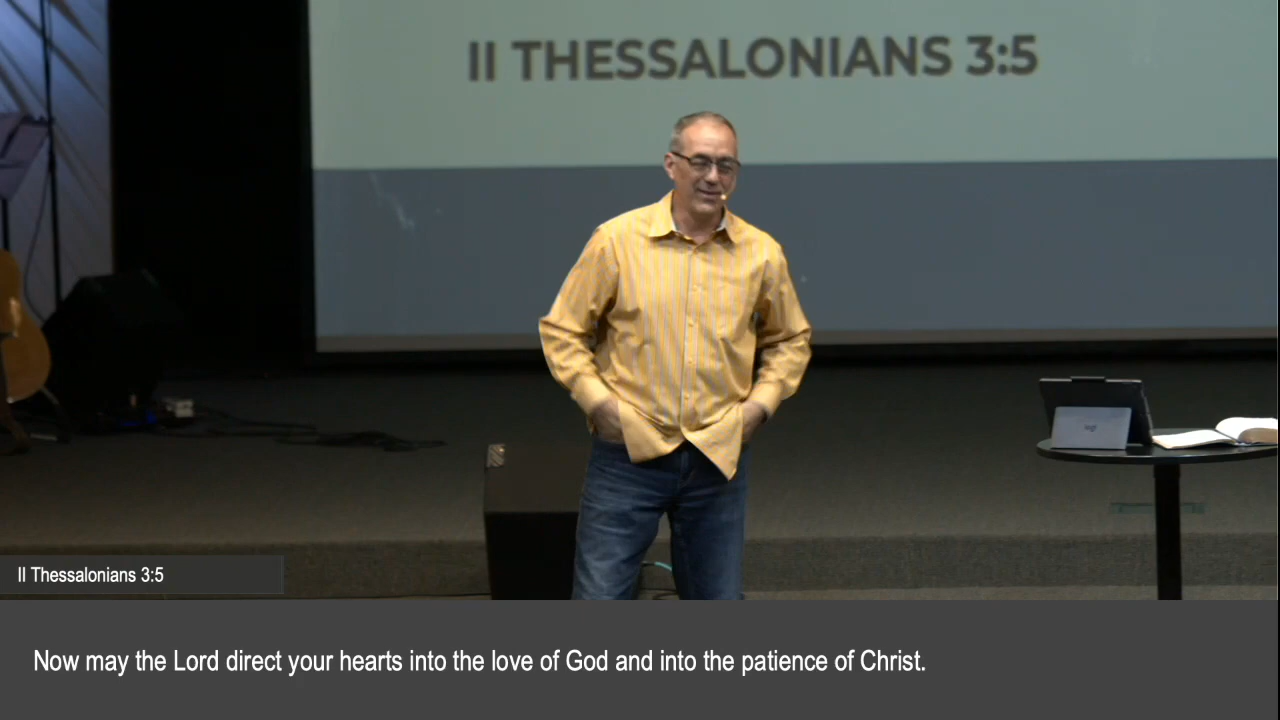 II THESSALONIANS 3:5
II Thessalonians 3:5
Now may the Lord direct your hearts into the love of God and into the patience of Christ.